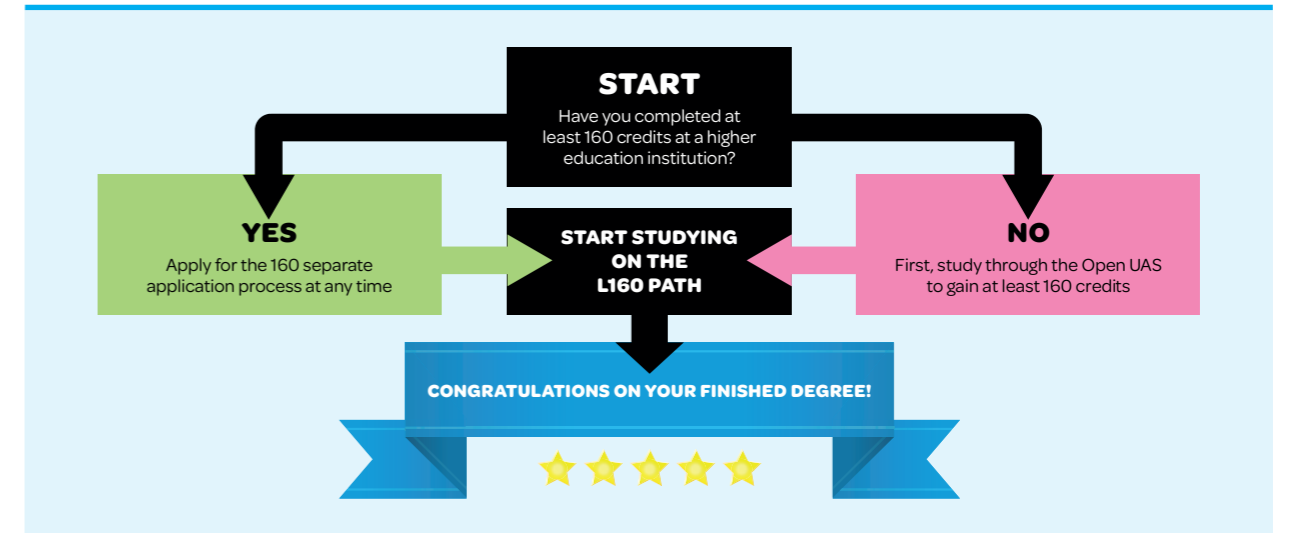 START
Have you completed at
least 160 credits at a higher
education institution?
YES
Apply for the 160 separate
application process at any time
START STUDYING
ON THE
L160 PATH
NO
First, study through the Open UAS
to gain at least 160 credits
CONGRATULATIONS ON YOUR FINISHED DEGREE!